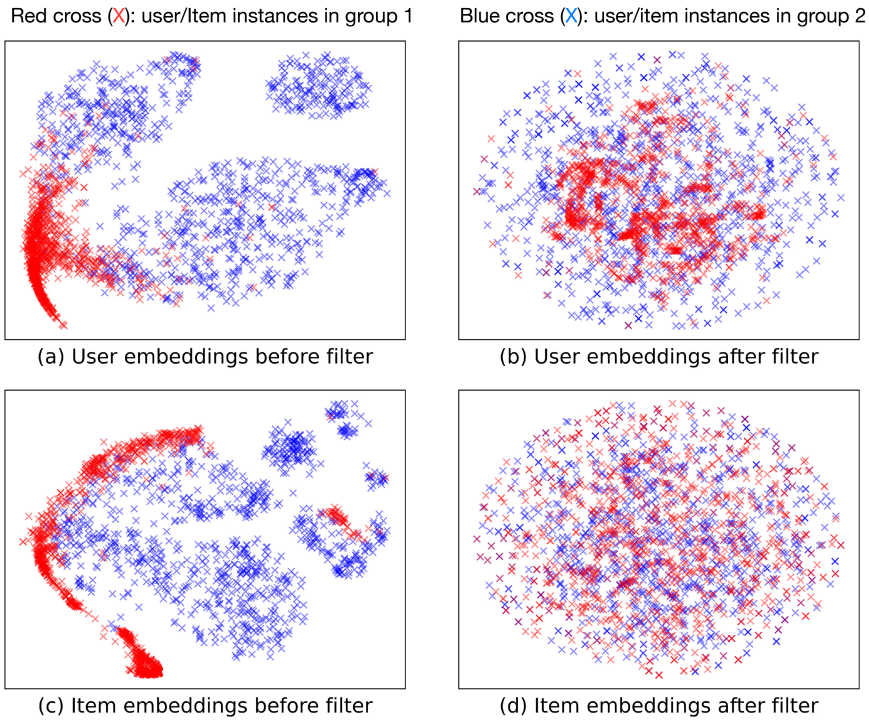 Red cross (X): user/Item instances in group 1
Blue cross (X): user/item instances in group 2
(a) User embeddings before filter
(b) User embeddings after filter
(c) Item embeddings before filter
(d) Item embeddings after filter